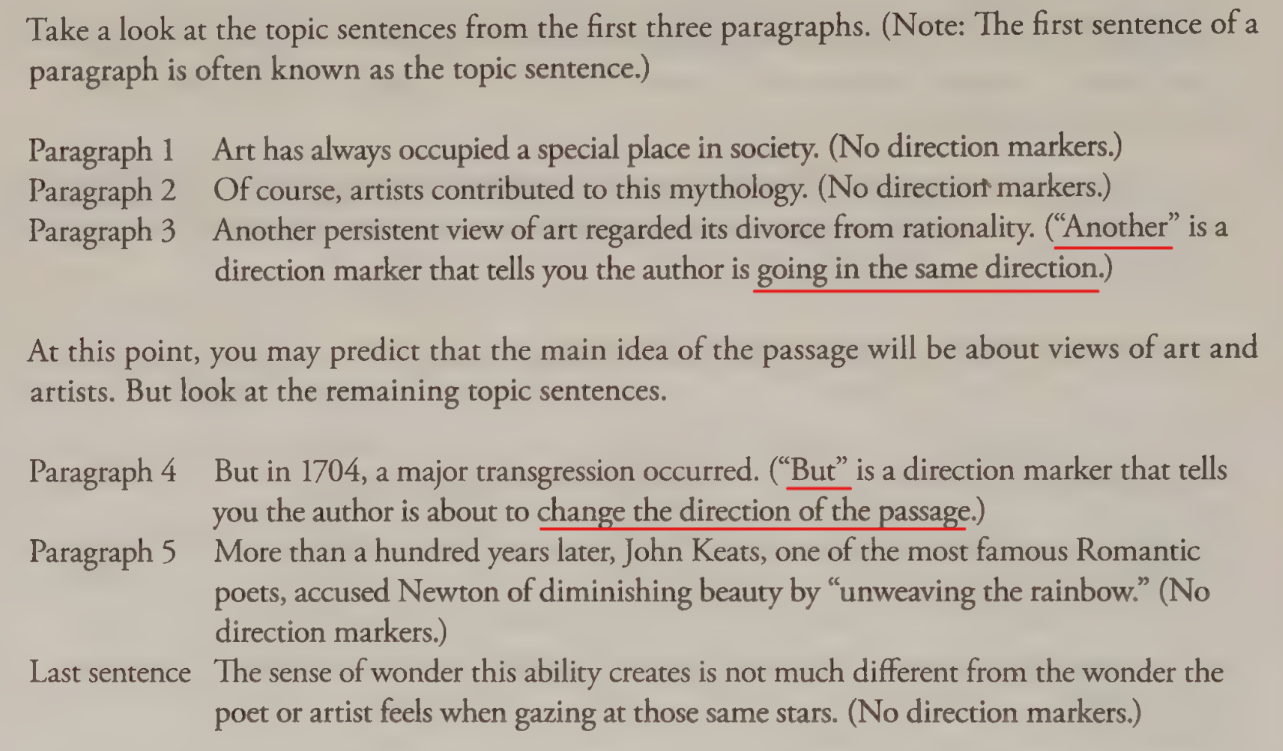 Take a look at the topic sentences from the first three paragraphs. (Note: The first sentence of a
paragraph is often known as the topic sentence.)
Paragraph 1 Art has always occupied a special place in society. (No direction markers.)
Paragraph 2 Of course, artists contributed to this mythology. (No direction markers.)
Paragraph 3 Another persistent view of art regarded its divorce from rationality. (“Another” is a
direction marker that tells you the author is going in the same direction.)
At this point, you may predict that the main idea of the passage will be about views of art and
artists. But look at the remaining topic sentences.
Paragraph 4 But in 1704, a major transgression occurred. (“But” is a direction marker that tells
you the author is about to change the direction of the passage.)
Paragraph 5 More than a hundred years later, John Keats, one of the most famous Romantic
poets, accused Newton of diminishing beauty by “unweaving the rainbow.” (No
direction markers.)
Last sentence The sense of wonder this ability creates is not much different from the wonder the
poet or artist feels when gazing at those same stars. (No direction markers.)